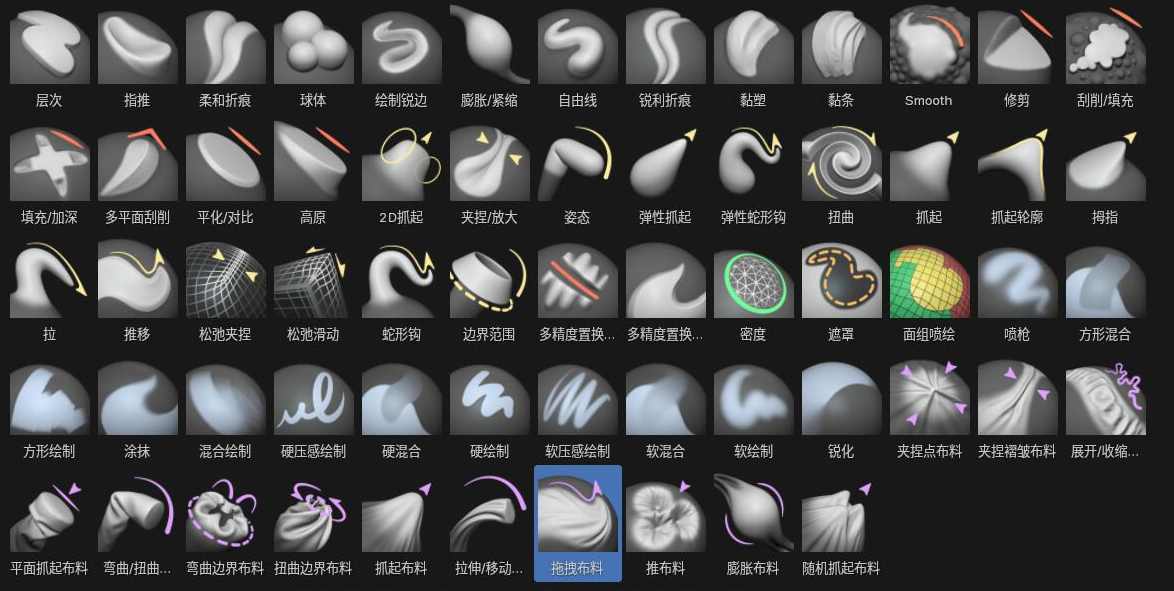 层次
指推
柔和折痕
球体
绘制锐边
膨胀/紧缩
自由线
锐利折痕
黏塑
黏条
Smooth
修剪
刮削/填充
填充/加深
多平面刮削
平化/对比
高原
2D抓起
夹捏/放大
姿态
弹性抓起
弹性蛇形钩
扭曲
抓起
抓起轮廓
拇指
拉
推移
松弛夹捏
松弛滑动
蛇形钩
边界范围
多精度置换...
多精度置换...
密度
遮罩
面组喷绘
喷枪
方形混合
方形绘制
涂抹
混合绘制
硬压感绘制
硬混合
硬绘制
软压感绘制
软混合
软绘制
锐化
夹捏点布料
夹捏褶皱布料
展开/收缩...
平面抓起布料
弯曲/扭曲...
弯曲边界布料
扭曲边界布料
抓起布料
拉伸/移动...
拖拽布料
推布料
膨胀布料
随机抓起布料